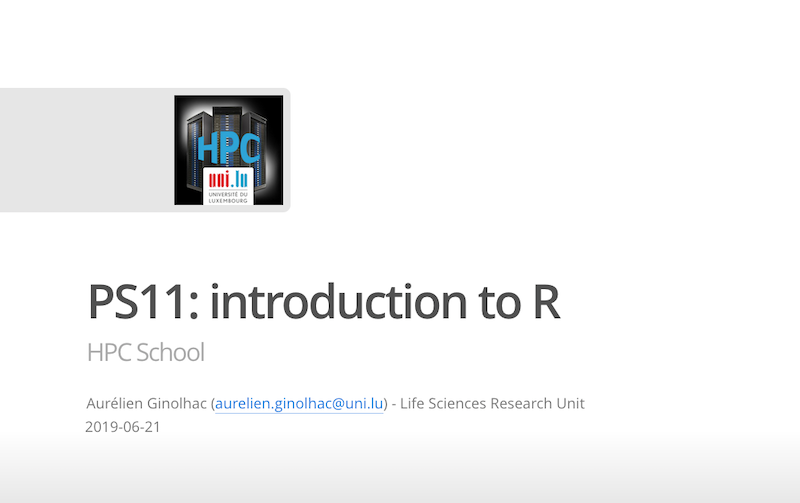 HPC
uni.lu
UNIVERSITÉ DU
LUXEMBOURG
PS11: introduction to R
HPC School
Aurélien Ginolhac (aurelien.ginolhac@uni.lu) - Life Sciences Research Unit
2019-06-21